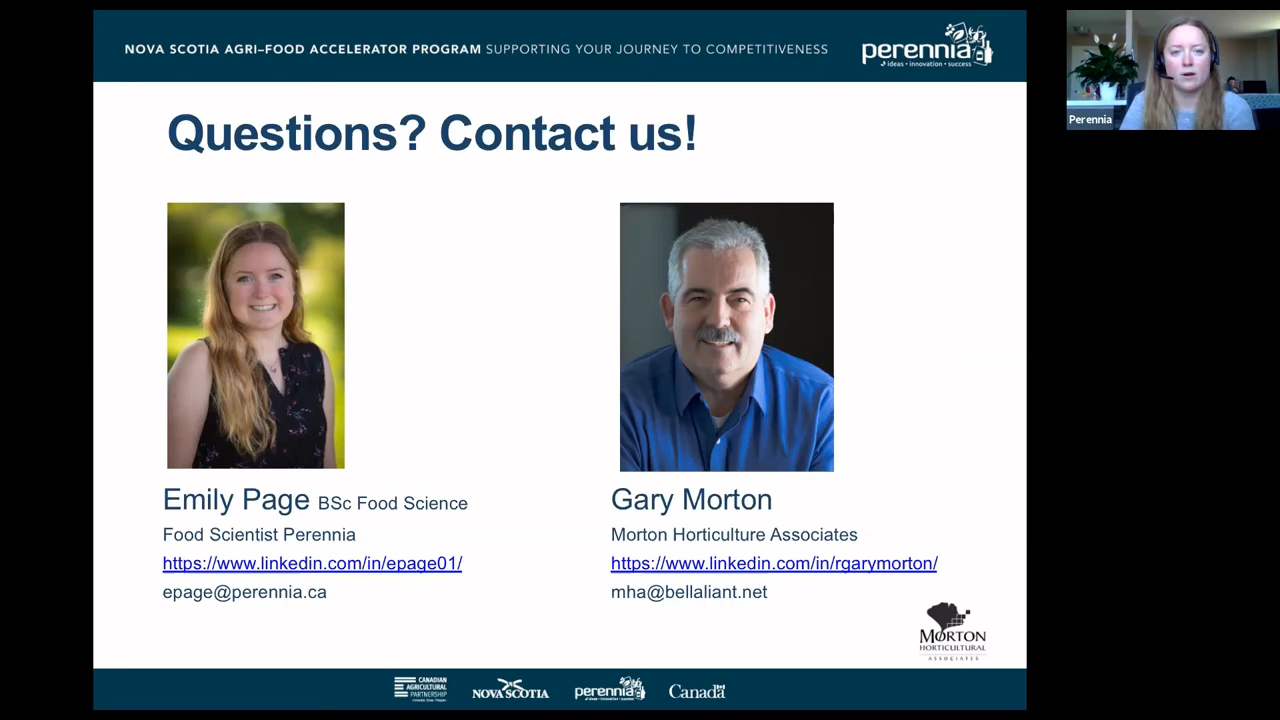 NOVA SCOTIA AGRI–FOOD ACCELERATOR PROGRAM SUPPORTING YOUR JOURNEY TO COMPETITIVENESS
perennia
ideas • innovation • success
Perennia
Questions? Contact us!
Emily Page BSc Food Science
Food Scientist Perennia
https://www.linkedin.com/in/epage01/
epage@perennia.ca
Gary Morton
Morton Horticulture Associates
https://www.linkedin.com/in/rgarymorton/
mha@bellaliant.net
MORTON
HORTICULTURAL
ASSOCIATES
CANADIAN
AGRICULTURAL
PARTNERSHIP
NOVA SCOTIA
perennia
ideas • innovation • success
Canada